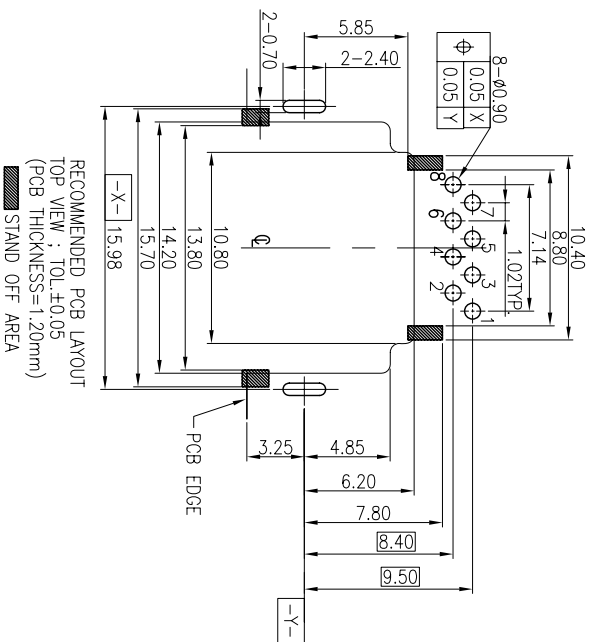 10.40
8.80
7.14
1.02TYP.
8-ø0.90
⌖ 0.05 X
0.05 Y
8
7
6
5
4
3
2
1
5.85
2-2.40
2-0.70
10.80
13.80
14.20
15.70
-X- 15.98
℄
PCB EDGE
3.25
4.85
6.20
7.80
8.40
9.50
-Y-
RECOMMENDED PCB LAYOUT
TOP VIEW ; TOL.±0.05
(PCB THICKNESS=1.20mm)
STAND OFF AREA